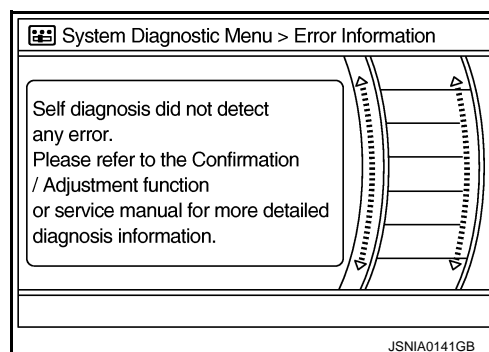 System Diagnostic Menu > Error Information
Self diagnosis did not detect
any error.
Please refer to the Confirmation
/ Adjustment function
or service manual for more detailed
diagnosis information.
JSNIA0141GB